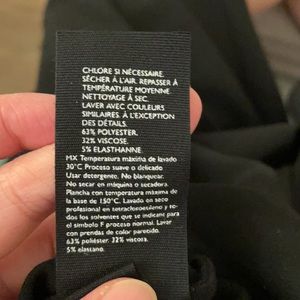 CHLORE SI NÉCESSAIRE.
SÉCHER À L'AIR. REPASSER À
TEMPÉRATURE MOYENNE.
NETTOYAGE À SEC.
LAVER AVEC COULEURS
SIMILAIRES. À L'EXCEPTION
DES DÉTAILS:
63% POLYESTER.
32% VISCOSE.
5% ELASTHANNE.
MX Temperatura máxima de lavado
30°C Proceso suave o delicado
Usar detergente. No blanquear.
No secar en máquina o secadora.
Plancha con temperatura máxima
de la base de 150°C. Lavado en seco
profesional en tetracloroetileno y to-
dos los solventes que se indican para
el símbolo F proceso normal. Lavar
con prendas de color parecido.
63% poliéster. 32% viscosa.
5% elastano.